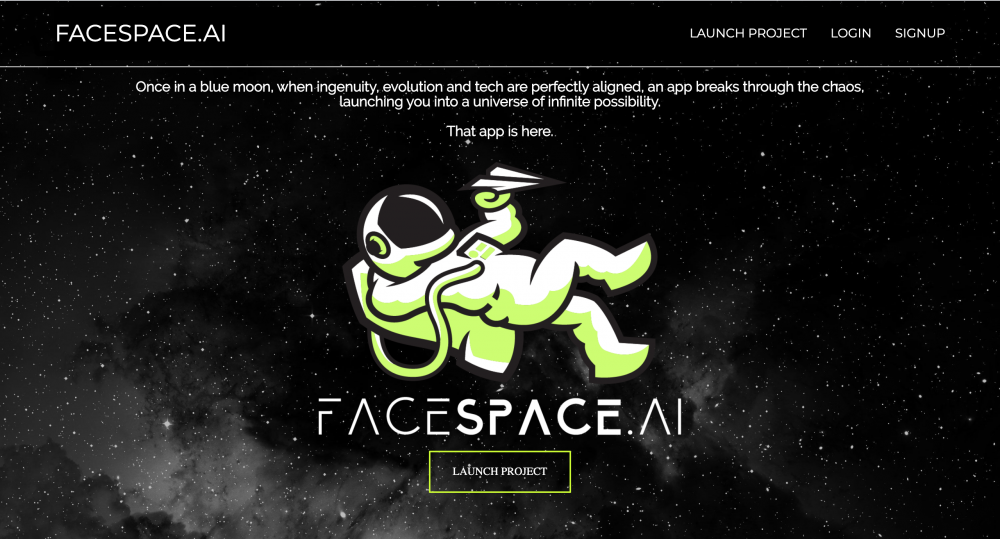 FACESPACE.AI
LAUNCH PROJECT
LOGIN
SIGNUP
Once in a blue moon, when ingenuity, evolution and tech are perfectly aligned, an app breaks through the chaos,
launching you into a universe of infinite possibility.
That app is here.
FACESPACE.AI
LAUNCH PROJECT